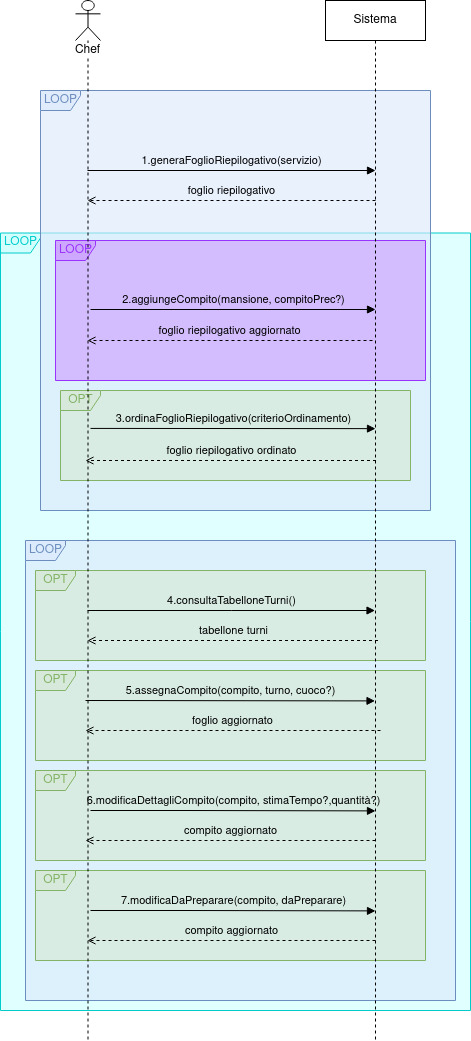 Chef
Sistema
LOOP
1.generaFoglioRiepilogativo(servizio)
foglio riepilogativo
LOOP
LOOP
2.aggiungeCompito(mansione, compitoPrec?)
foglio riepilogativo aggiornato
OPT
3.ordinaFoglioRiepilogativo(criterioOrdinamento)
foglio riepilogativo ordinato
LOOP
OPT
4.consultaTabelloneTurni()
tabellone turni
OPT
5.assegnaCompito(compito, turno, cuoco?)
foglio aggiornato
OPT
6.modificaDettagliCompito(compito, stimaTempo?,quantità?)
compito aggiornato
OPT
7.modificaDaPreparare(compito, daPreparare)
compito aggiornato